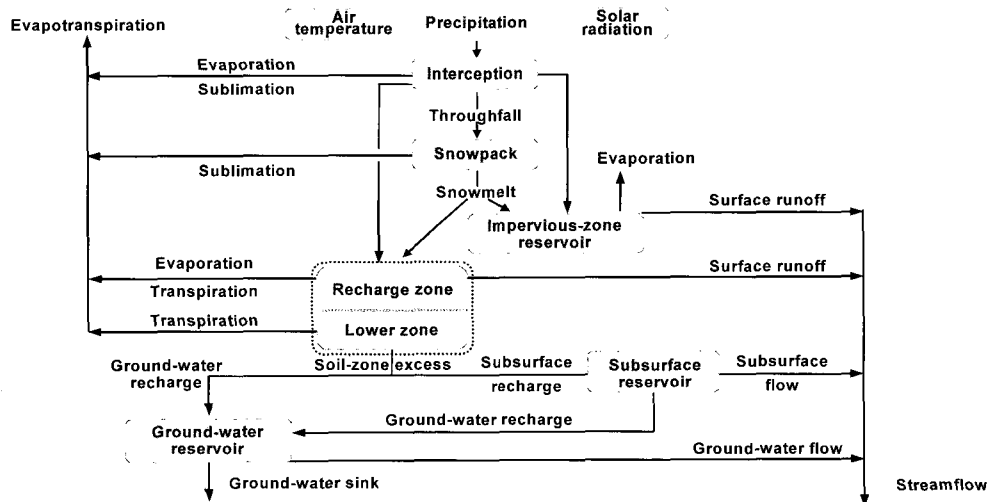 Evapotranspiration
Air
temperature
Precipitation
Solar
radiation
Evaporation
Sublimation
Interception
Throughfall
Sublimation
Snowpack
Evaporation
Snowmelt
Impervious-zone
reservoir
Surface runoff
Evaporation
Transpiration
Recharge zone
Surface runoff
Transpiration
Lower zone
Ground-water
recharge
Soil-zone excess
Subsurface
recharge
Subsurface
reservoir
Subsurface
flow
Ground-water
reservoir
Ground-water recharge
Ground-water flow
Ground-water sink
Streamflow